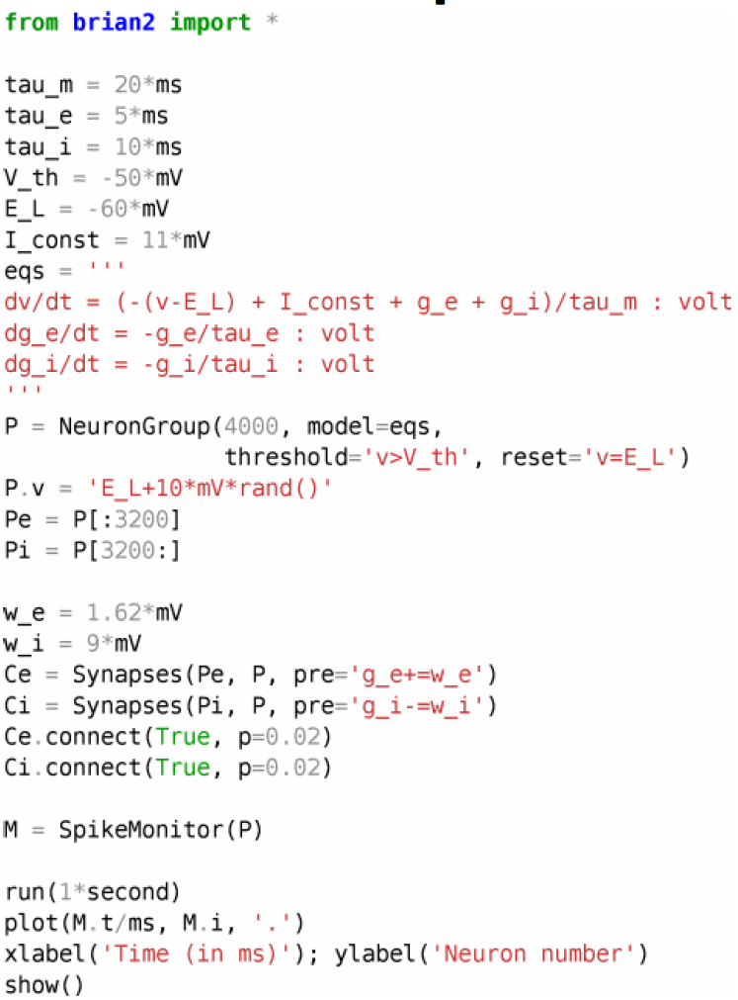 from brian2 import *
tau_m = 20*ms
tau_e = 5*ms
tau_i = 10*ms
V_th = -50*mV
E_L = -60*mV
I_const = 11*mV
eqs = '''
dv/dt = (-(v-E_L) + I_const + g_e + g_i)/tau_m : volt
dg_e/dt = -g_e/tau_e : volt
dg_i/dt = -g_i/tau_i : volt
'''
P = NeuronGroup(4000, model=eqs,
threshold='v>V_th', reset='v=E_L')
P.v = 'E_L+10*mV*rand()'
Pe = P[:3200]
Pi = P[3200:]
w_e = 1.62*mV
w_i = 9*mV
Ce = Synapses(Pe, P, pre='g_e+=w_e')
Ci = Synapses(Pi, P, pre='g_i-=w_i')
Ce.connect(True, p=0.02)
Ci.connect(True, p=0.02)
M = SpikeMonitor(P)
run(1*second)
plot(M.t/ms, M.i, '.')
xlabel('Time (in ms)'); ylabel('Neuron number')
show()